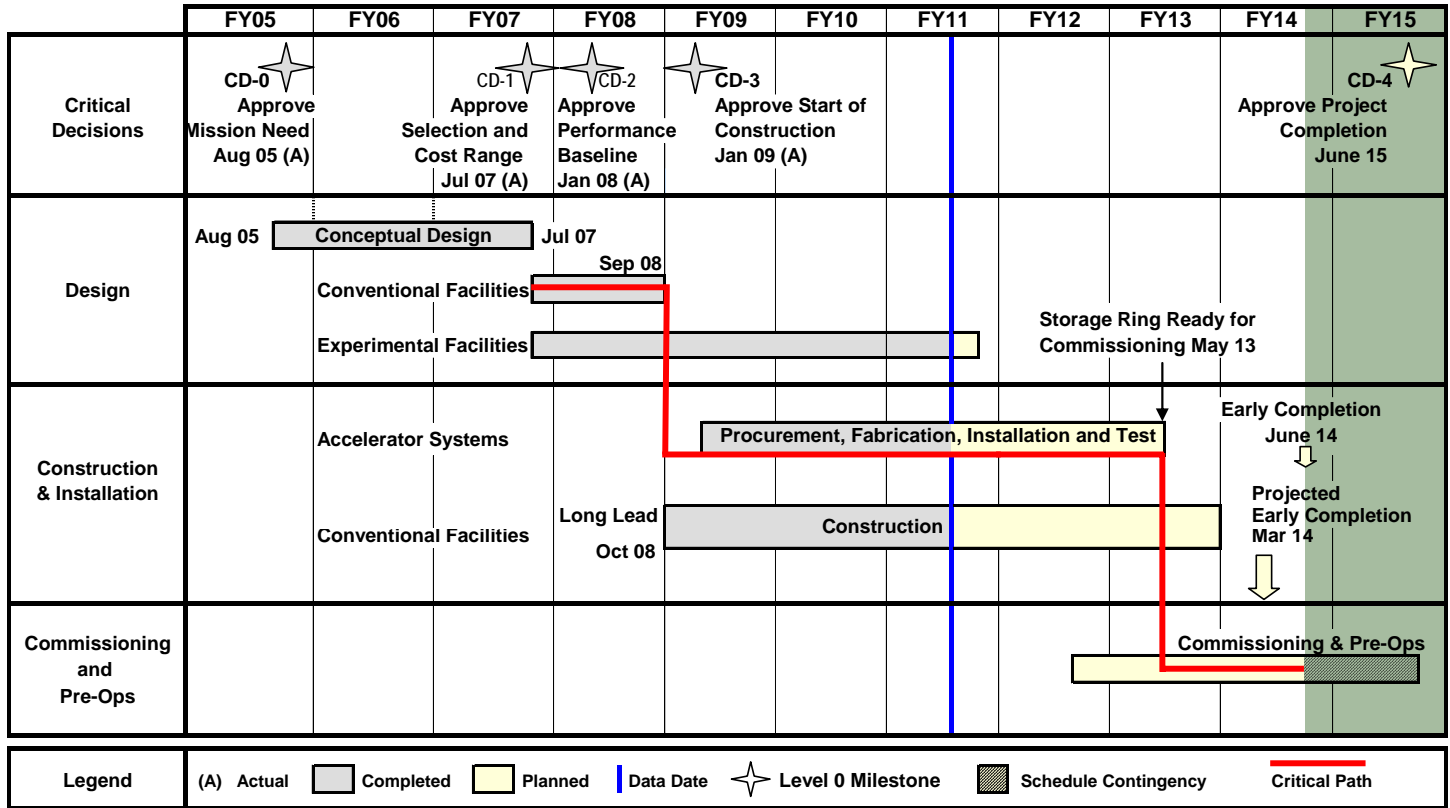 FY05 FY06 FY07 FY08 FY09 FY10 FY11 FY12 FY13 FY14 FY15
Critical
Decisions
CD-0
Approve
Mission Need
Aug 05 (A)
CD-1
Approve
Selection and
Cost Range
Jul 07 (A)
CD-2
Approve
Performance
Baseline
Jan 08 (A)
CD-3
Approve Start of
Construction
Jan 09 (A)
CD-4
Approve Project
Completion
June 15
Design
Aug 05 Conceptual Design Jul 07
Sep 08
Conventional Facilities
Experimental Facilities
Storage Ring Ready for
Commissioning May 13
Construction
& Installation
Accelerator Systems
Procurement, Fabrication, Installation and Test
Early Completion
June 14
Conventional Facilities
Long Lead
Oct 08
Construction
Projected
Early Completion
Mar 14
Commissioning
and
Pre-Ops
Commissioning & Pre-Ops
Legend (A) Actual Completed Planned Data Date Level 0 Milestone Schedule Contingency Critical Path